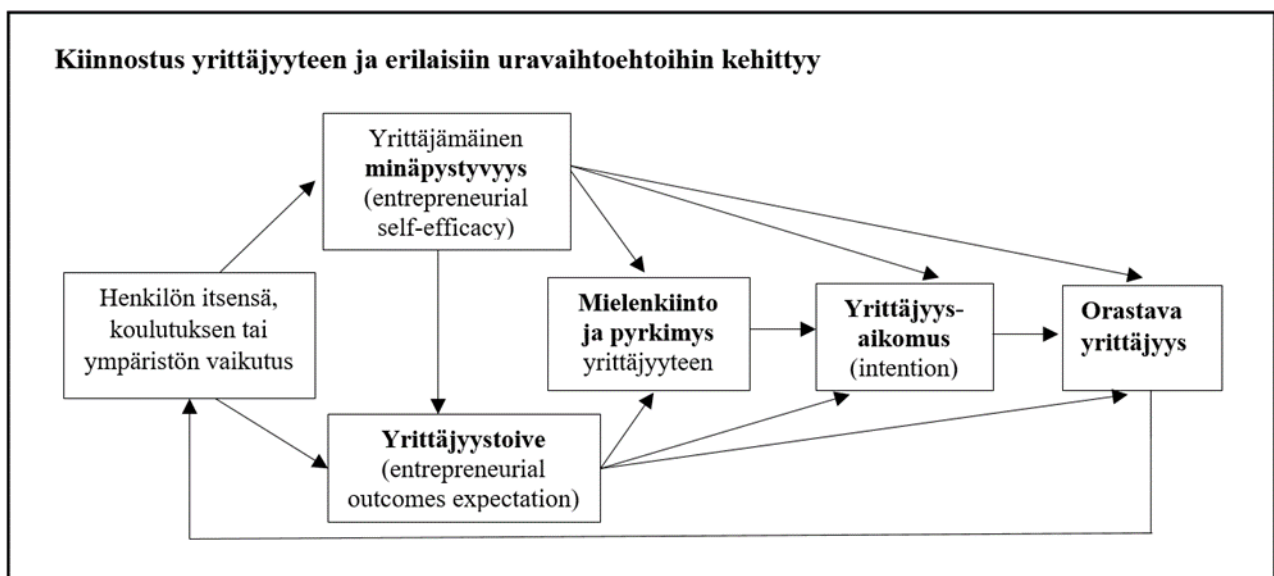 Kiinnostus yrittäjyyteen ja erilaisiin uravaihtoehtoihin kehittyy
Yrittäjämäinen
minäpystyvyys
(entrepreneurial
self-efficacy)
Henkilön itsensä,
koulutuksen tai
ympäristön vaikutus
Mielenkiinto
ja pyrkimys
yrittäjyyteen
Yrittäjyys-
aikomus
(intention)
Orastava
yrittäjyys
Yrittäjyystoive
(entrepreneurial
outcomes expectation)